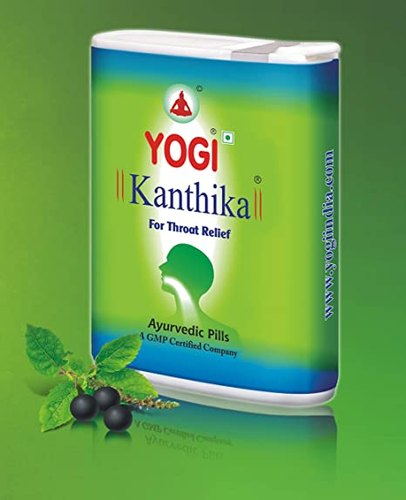 ©
YOGI®
Kanthika®
For Throat Relief
Ayurvedic Pills
A GMP Certified Company
www.yogiindia.com